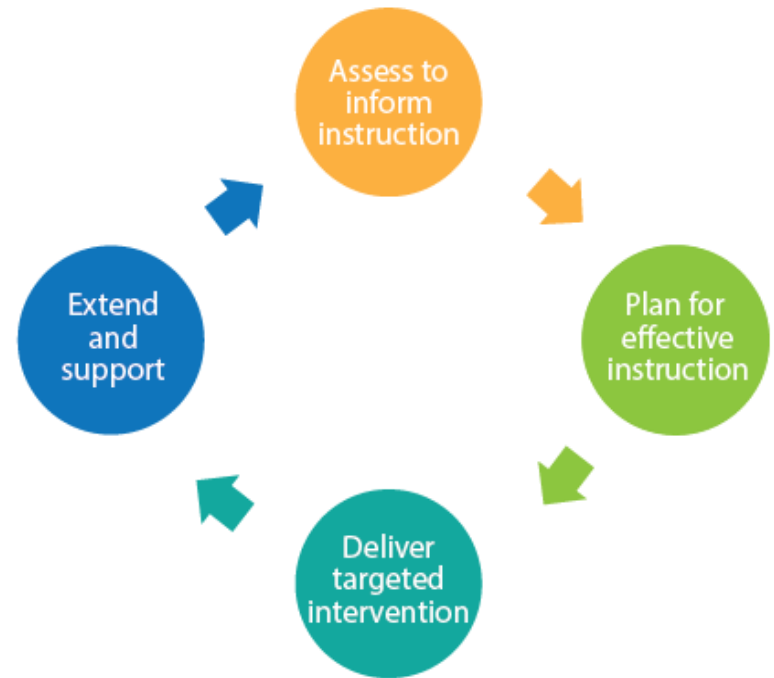 Assess to
inform
instruction
Plan for
effective
instruction
Deliver
targeted
intervention
Extend
and
support